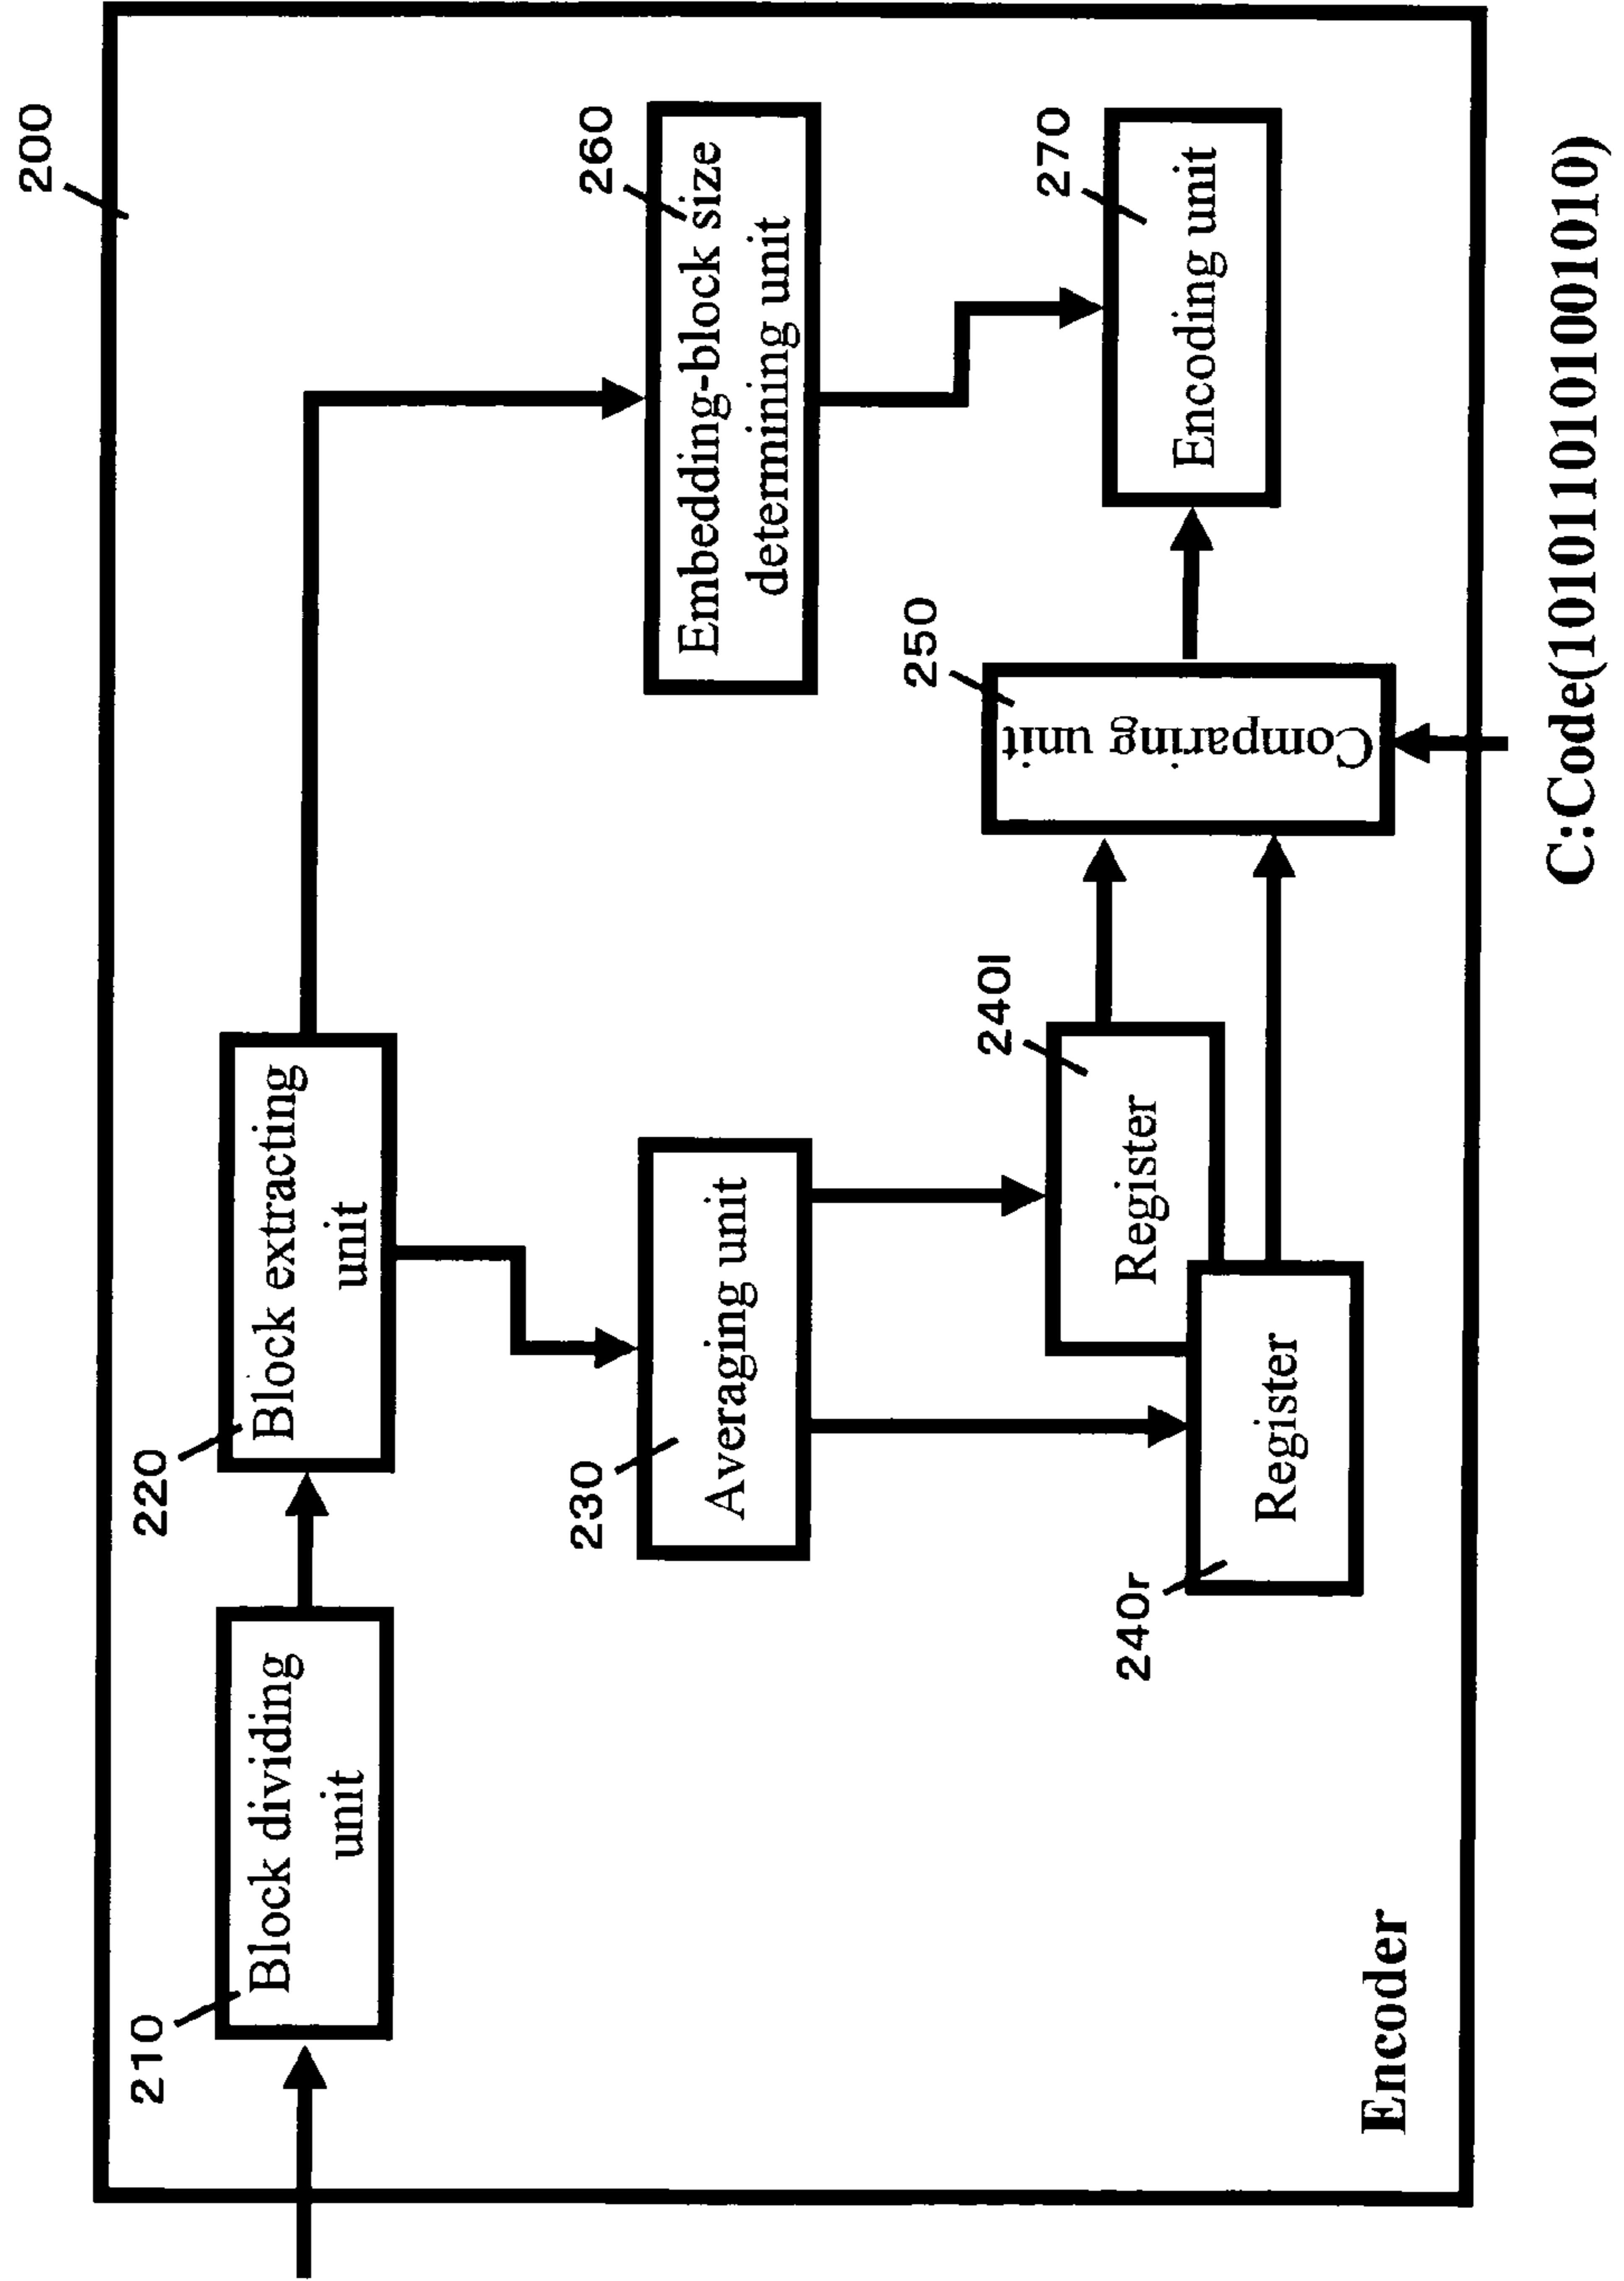 200
210
Block dividing
unit
220
Block extracting
unit
260
Embedding-block size
determining unit
230
Averaging unit
240l
Register
240r
Register
250
Comparing unit
270
Encoding unit
Encoder
C:Code(1010110101001010)